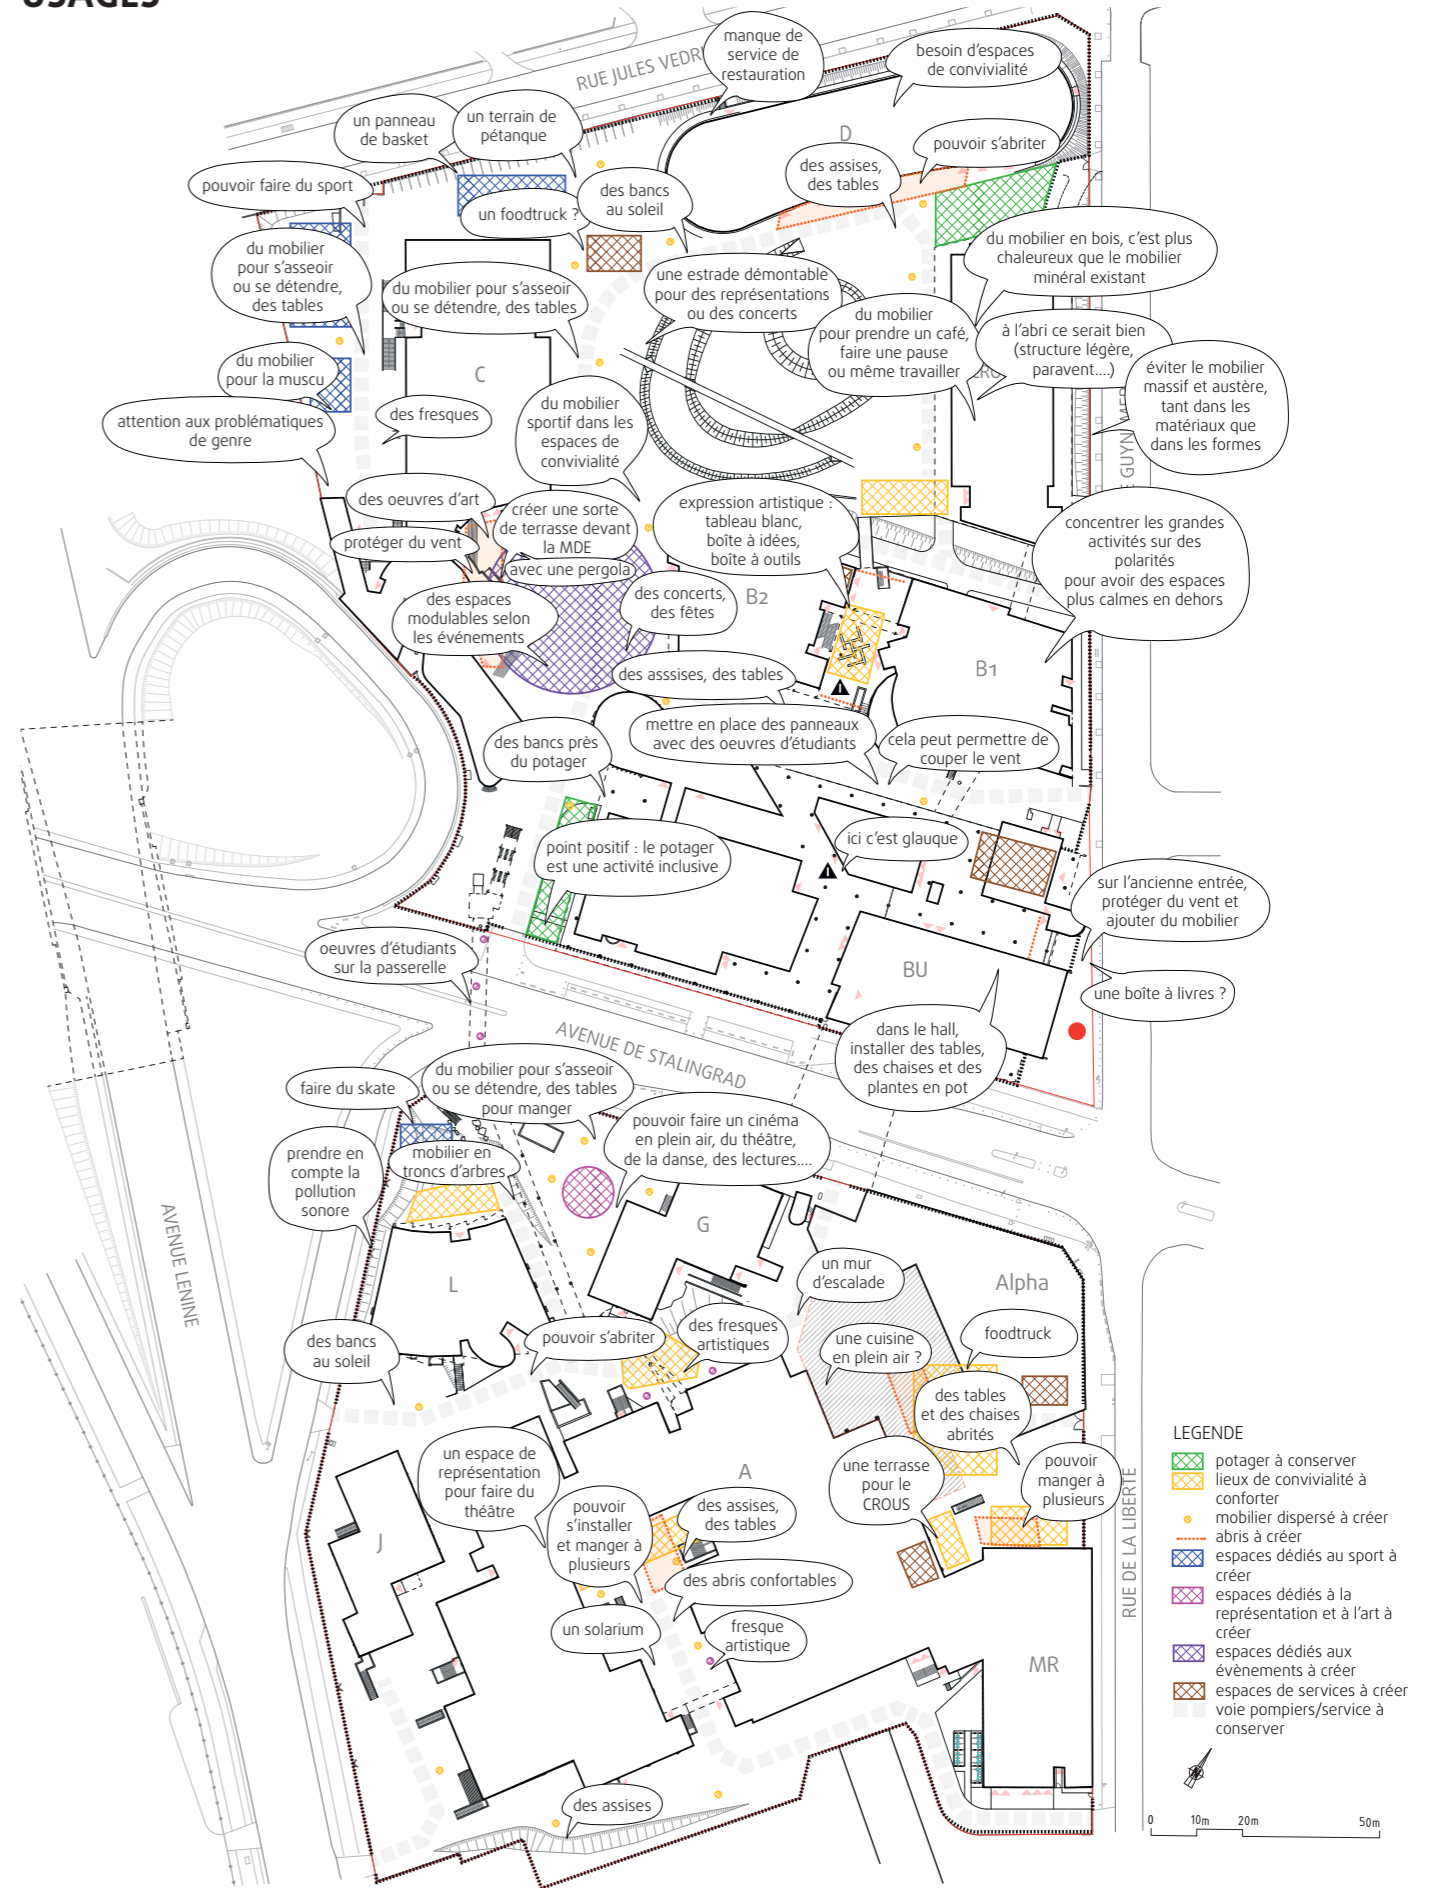 USAGES
RUE JULES VEDR
manque de
service de
restauration
besoin d'espaces
de convivialité
un panneau
de basket
un terrain de
pétanque
D
pouvoir s'abriter
des assises,
des tables
pouvoir faire du sport
un foodtruck ?
des bancs
au soleil
du mobilier
pour s'asseoir
ou se détendre,
des tables
du mobilier pour s'asseoir
ou se détendre, des tables
une estrade démontable
pour des représentations
ou des concerts
du mobilier en bois, c'est plus
chaleureux que le mobilier
minéral existant
du mobilier
pour prendre un café,
faire une pause
ou même travailler
à l'abri ce serait bien
(structure légère,
paravent....)
éviter le mobilier
massif et austère,
tant dans les
matériaux que
dans les formes
GUYN
du mobilier
pour la muscu
C
attention aux problématiques
de genre
des fresques
du mobilier
sportif dans les
espaces de
convivialité
des oeuvres d'art
protéger du vent
créer une sorte
de terrasse devant
la MDE
avec une pergola
expression artistique :
tableau blanc,
boîte à idées,
boîte à outils
concentrer les grandes
activités sur des
polarités
pour avoir des espaces
plus calmes en dehors
des espaces
modulables selon
les événements
des concerts,
des fêtes
B2
B1
des asssises, des tables
mettre en place des panneaux
avec des oeuvres d'étudiants
cela peut permettre de
couper le vent
des bancs près
du potager
point positif : le potager
est une activité inclusive
ici c'est glauque
sur l'ancienne entrée,
protéger du vent et
ajouter du mobilier
oeuvres d'étudiants
sur la passerelle
BU
une boîte à livres ?
dans le hall,
installer des tables,
des chaises et des
plantes en pot
AVENUE DE STALINGRAD
faire du skate
du mobilier pour s'asseoir
ou se détendre, des tables
pour manger
pouvoir faire un cinéma
en plein air, du théâtre,
de la danse, des lectures....
prendre en
compte la
pollution
sonore
mobilier en
troncs d'arbres
AVENUE LENINE
G
L
un mur
d'escalade
Alpha
des bancs
au soleil
pouvoir s'abriter
des fresques
artistiques
une cuisine
en plein air ?
foodtruck
des tables
et des chaises
abrités
un espace de
représentation
pour faire du
théâtre
A
une terrasse
pour le
CROUS
pouvoir
manger à
plusieurs
J
pouvoir
s'installer
et manger à
plusieurs
des assises,
des tables
des abris confortables
un solarium
fresque
artistique
MR
RUE DE LA LIBERTE
des assises
LEGENDE
potager à conserver
lieux de convivialité à
conforter
mobilier dispersé à créer
abris à créer
espaces dédiés au sport à
créer
espaces dédiés à la
représentation et à l'art à
créer
espaces dédiés aux
évènements à créer
espaces de services à créer
voie pompiers/service à
conserver
N
0 10m 20m 50m